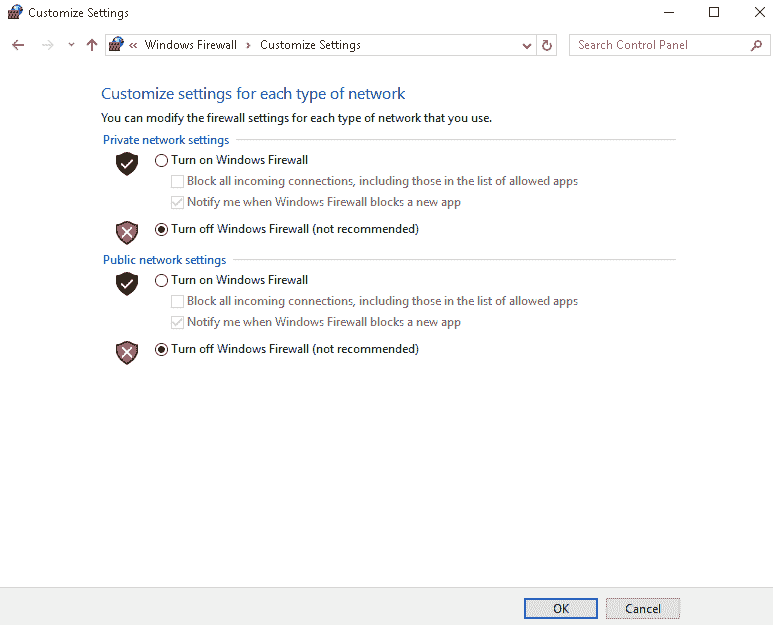 Customize Settings
« Windows Firewall › Customize Settings
Search Control Panel
Customize settings for each type of network
You can modify the firewall settings for each type of network that you use.
Private network settings
Turn on Windows Firewall
Block all incoming connections, including those in the list of allowed apps
Notify me when Windows Firewall blocks a new app
Turn off Windows Firewall (not recommended)
Public network settings
Turn on Windows Firewall
Block all incoming connections, including those in the list of allowed apps
Notify me when Windows Firewall blocks a new app
Turn off Windows Firewall (not recommended)
OK
Cancel